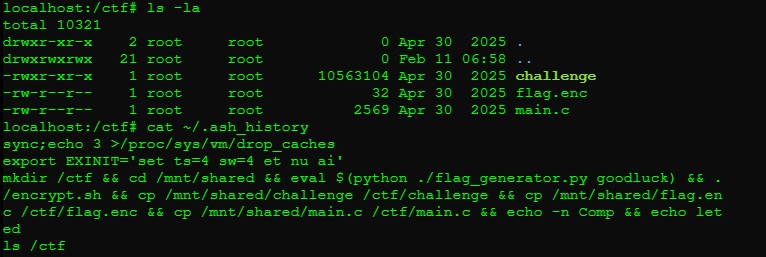 localhost:/ctf# ls -la
total 10321
drwxr-xr-x    2 root     root             0 Apr 30  2025 .
drwxrwxrwx   21 root     root             0 Feb 11 06:58 ..
-rwxr-xr-x    1 root     root      10563104 Apr 30  2025 challenge
-rw-r--r--    1 root     root            32 Apr 30  2025 flag.enc
-rw-r--r--    1 root     root          2569 Apr 30  2025 main.c
localhost:/ctf# cat ~/.ash_history
sync;echo 3 >/proc/sys/vm/drop_caches
export EXINIT='set ts=4 sw=4 et nu ai'
mkdir /ctf && cd /mnt/shared && eval $(python ./flag_generator.py goodluck) && .
/encrypt.sh && cp /mnt/shared/challenge /ctf/challenge && cp /mnt/shared/flag.en
c /ctf/flag.enc && cp /mnt/shared/main.c /ctf/main.c && echo -n Comp && echo let
ed
ls /ctf